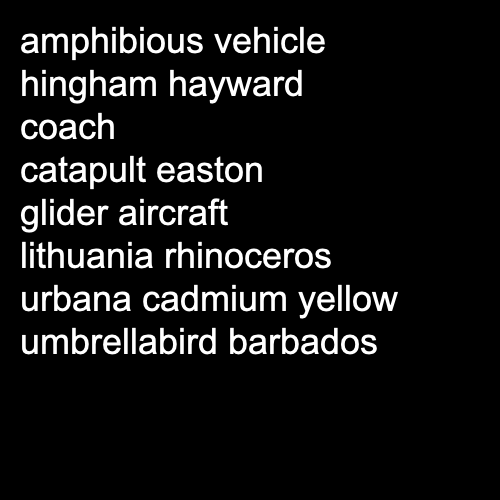 amphibious vehicle
hingham hayward
coach
catapult easton
glider aircraft
lithuania rhinoceros
urbana cadmium yellow
umbrellabird barbados